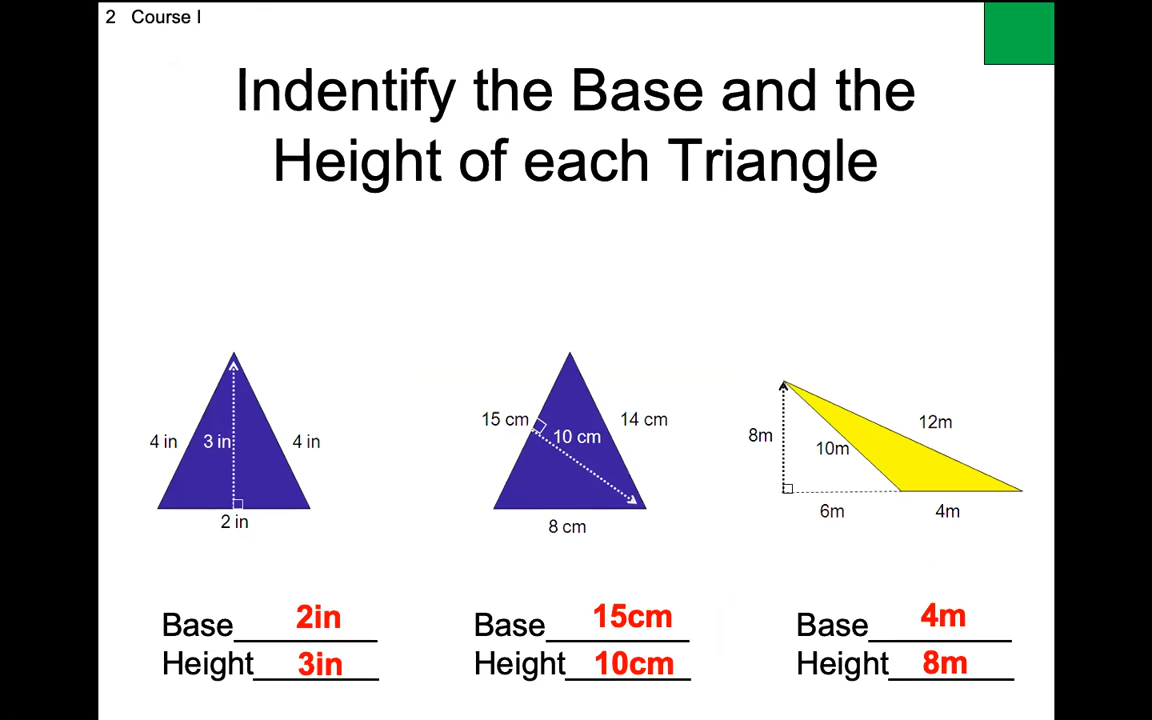 2 Course I
Indentify the Base and the
Height of each Triangle
4 in
3 in
4 in
2 in
15 cm
10 cm
14 cm
8 cm
8m
10m
12m
6m
4m
Base 2in
Height 3in
Base 15cm
Height 10cm
Base 4m
Height 8m